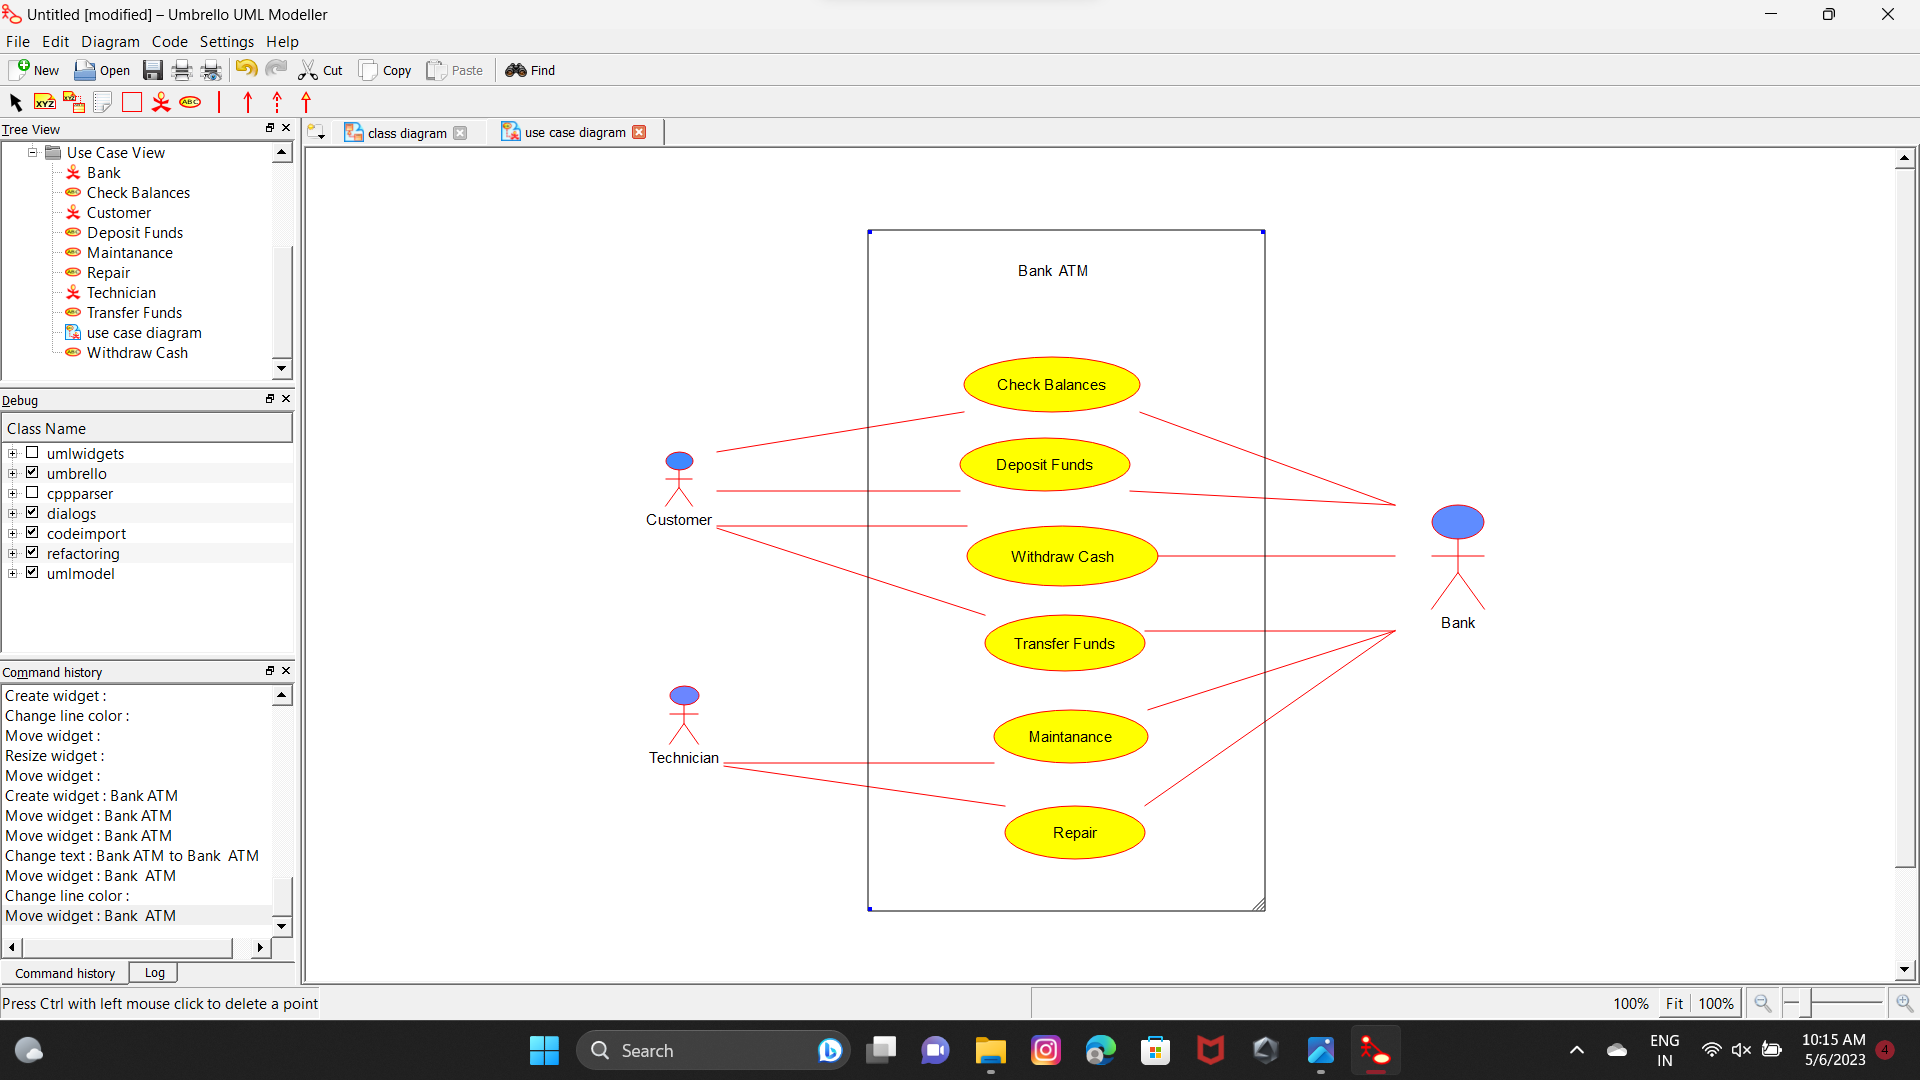 Untitled [modified] – Umbrello UML Modeller
File Edit Diagram Code Settings Help
New Open Cut Copy Paste Find
XYZ XYZ ABC
Tree View
class diagram use case diagram
Use Case View
Bank
Check Balances
Customer
Deposit Funds
Maintanance
Repair
Technician
Transfer Funds
use case diagram
Withdraw Cash
Debug
Class Name
umlwidgets
umbrello
cppparser
dialogs
codeimport
refactoring
umlmodel
Command history
Create widget :
Change line color :
Move widget :
Resize widget :
Move widget :
Create widget : Bank ATM
Move widget : Bank ATM
Move widget : Bank ATM
Change text : Bank ATM to Bank  ATM
Move widget : Bank  ATM
Change line color :
Move widget : Bank  ATM
Command history Log
Bank ATM
Check Balances
Deposit Funds
Customer
Withdraw Cash
Bank
Transfer Funds
Technician
Maintanance
Repair
Press Ctrl with left mouse click to delete a point
100% Fit 100%
Search
ENG
IN
10:15 AM
5/6/2023
4